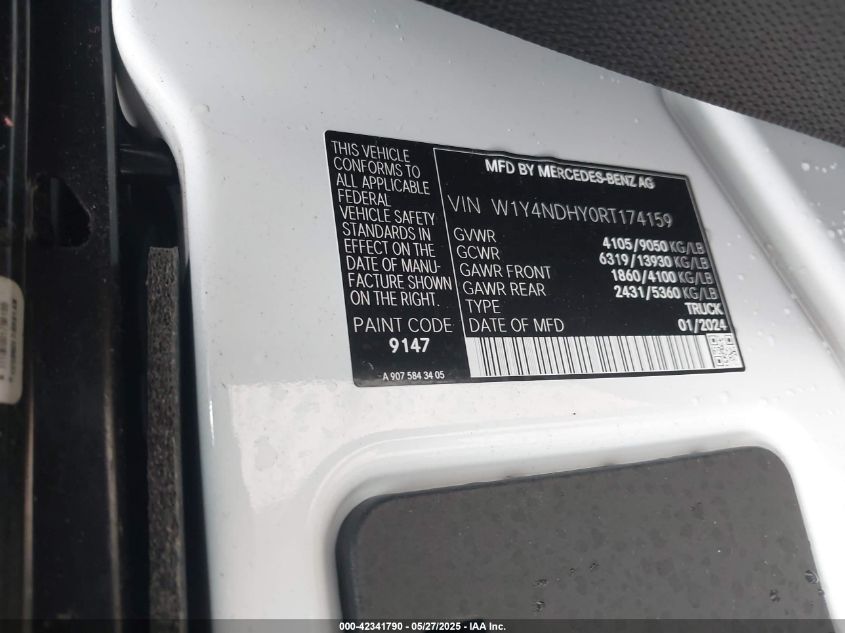 THIS VEHICLE
CONFORMS TO
ALL APPLICABLE
FEDERAL
VEHICLE SAFETY
STANDARDS IN
EFFECT ON THE
DATE OF MANU-
FACTURE SHOWN
ON THE RIGHT.
PAINT CODE
9147
A 907 584 34 05
MFD BY MERCEDES-BENZ AG
VIN W1Y4NDHY0RT174159
GVWR 4105/9050 KG/LB
GCWR 6319/13930 KG/LB
GAWR FRONT 1860/4100 KG/LB
GAWR REAR 2431/5360 KG/LB
TYPE TRUCK
DATE OF MFD 01/2024
000-42341790 - 05/27/2025 - IAA Inc.